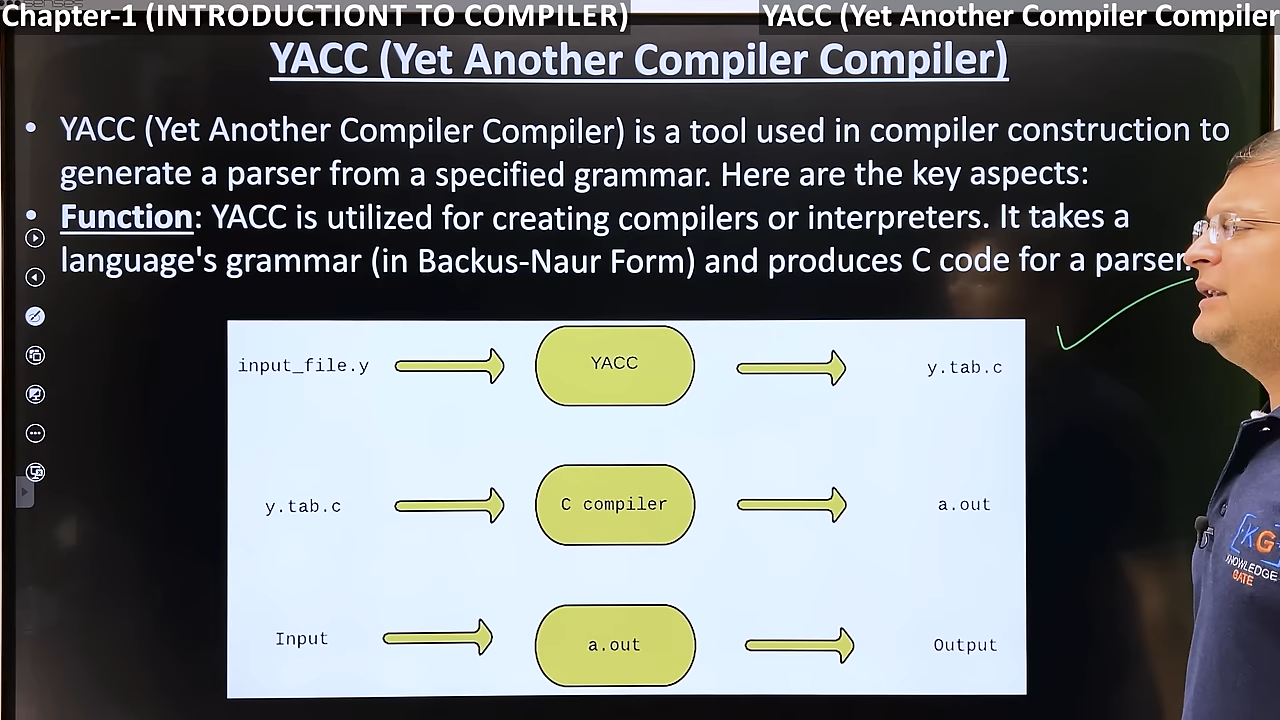 Chapter-1 (INTRODUCTIONT TO COMPILER)
YACC (Yet Another Compiler Compiler
YACC (Yet Another Compiler Compiler)
• YACC (Yet Another Compiler Compiler) is a tool used in compiler construction to
generate a parser from a specified grammar. Here are the key aspects:
• Function: YACC is utilized for creating compilers or interpreters. It takes a
language's grammar (in Backus-Naur Form) and produces C code for a parser.
input_file.y YACC y.tab.c
y.tab.c C compiler a.out
Input a.out Output
KG
KNOWLEDGE
GATE